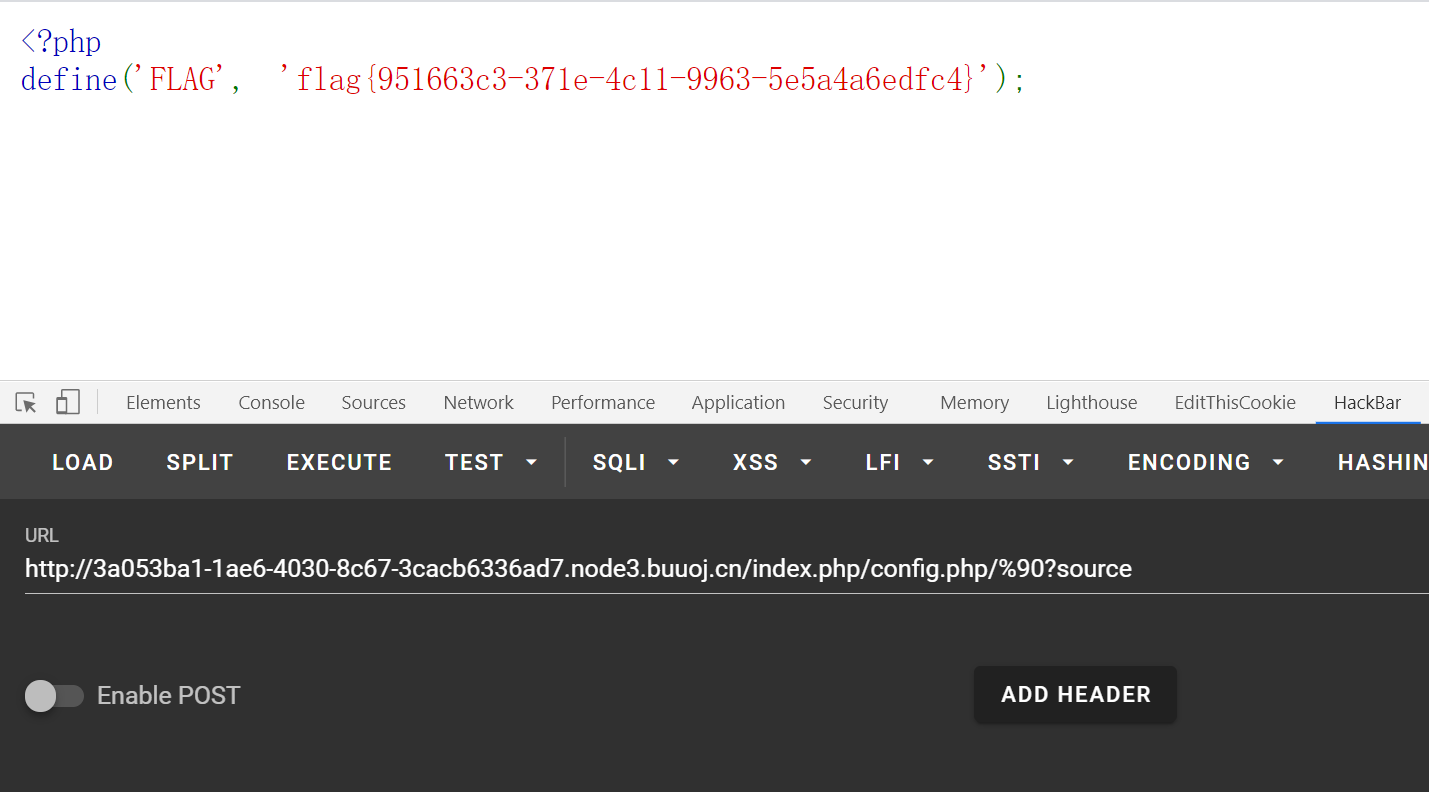 <?php
define('FLAG', 'flag{951663c3-371e-4c11-9963-5e5a4a6edfc4}');
Elements Console Sources Network Performance Application Security Memory Lighthouse EditThisCookie HackBar
LOAD SPLIT EXECUTE TEST SQLI XSS LFI SSTI ENCODING HASHIN
URL
http://3a053ba1-1ae6-4030-8c67-3cacb6336ad7.node3.buuoj.cn/index.php/config.php/%90?source
Enable POST ADD HEADER